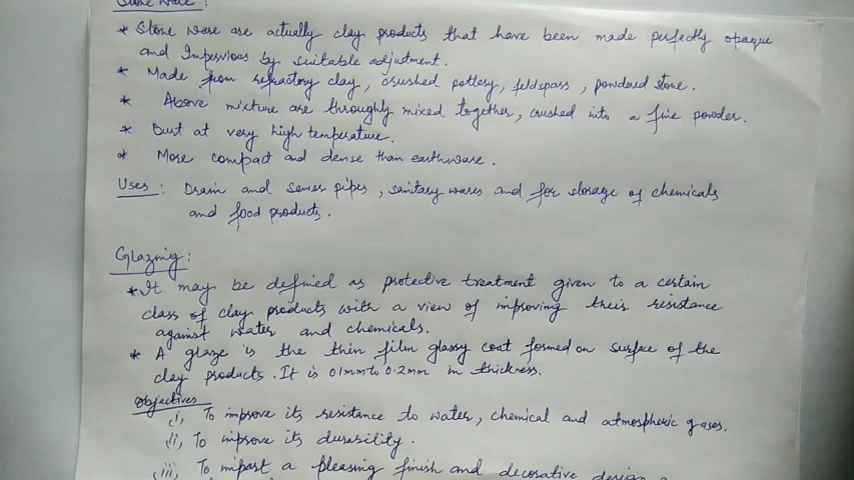 Stone Ware :
* Stone ware are actually clay products that have been made perfectly opaque
and Impervious by suitable adjustment.
* Made from refractory clay, crushed pottery, feldspass, powdered stone.
* Above mixture are throughly mixed together, crushed into a fine powder.
* Burt at very high temperature.
* More compact and dense than earthware.
Uses : Drain and sewer pipes, sanitary wares and for storage of chemicals
and food products.
Glaznig :
* It may be defined as protective treatment given to a certain
class of clay products with a view of improving their resistance
against water and chemicals.
* A glaze is the thin film glassy coat formed on surface of the
clay products. It is 0.1mm to 0.2mm in thickness.
Objectives
i, To improve its resistance to water, chemical and atmospheric gases.
ii, To improve its durability.
iii, To impart a pleasing finish and decorative design